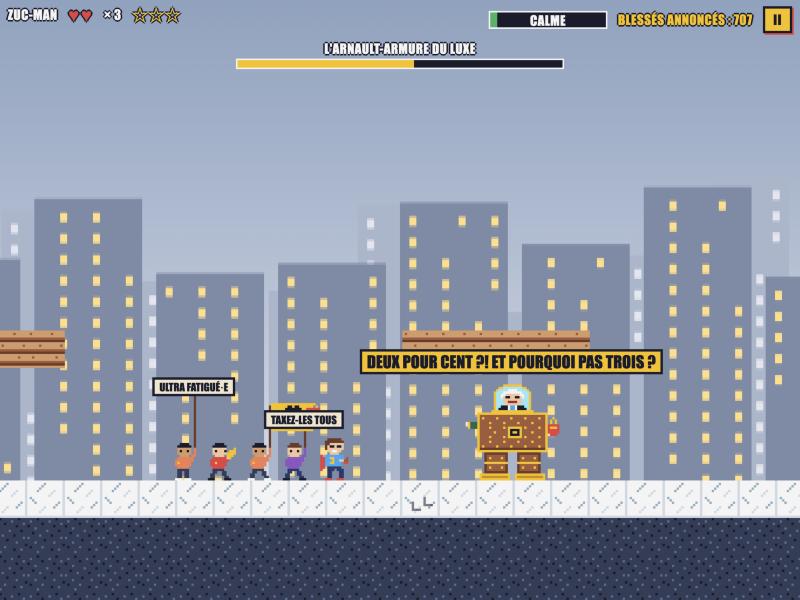 ZUC-MAN ×3
CALME
BLESSÉS ANNONCÉS : 707
L'ARNAULT-ARMURE DU LUXE
DEUX POUR CENT ?! ET POURQUOI PAS TROIS ?
ULTRA FATIGUÉ·E
TAXEZ-LES TOUS